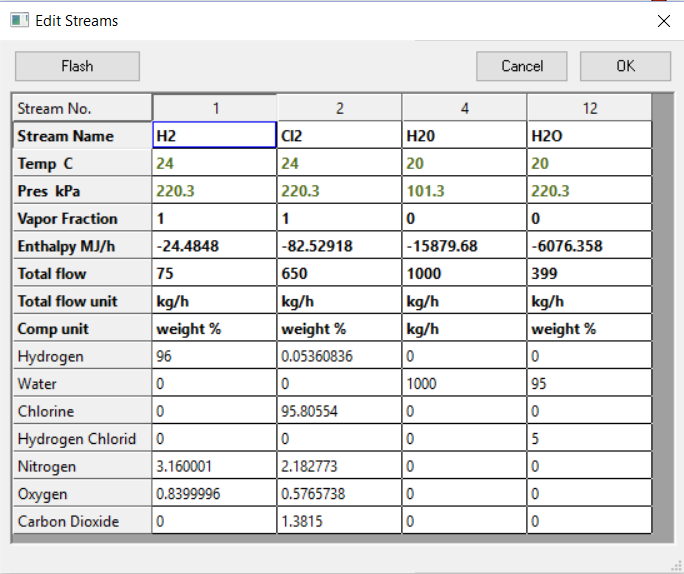 Edit Streams
Flash Cancel OK
Stream No. 1 2 4 12
Stream Name H2 Cl2 H20 H2O
Temp C 24 24 20 20
Pres kPa 220.3 220.3 101.3 220.3
Vapor Fraction 1 1 0 0
Enthalpy MJ/h -24.4848 -82.52918 -15879.68 -6076.358
Total flow 75 650 1000 399
Total flow unit kg/h kg/h kg/h kg/h
Comp unit weight % weight % kg/h weight %
Hydrogen 96 0.05360836 0 0
Water 0 0 1000 95
Chlorine 0 95.80554 0 0
Hydrogen Chlorid 0 0 0 5
Nitrogen 3.160001 2.182773 0 0
Oxygen 0.8399996 0.5765738 0 0
Carbon Dioxide 0 1.3815 0 0